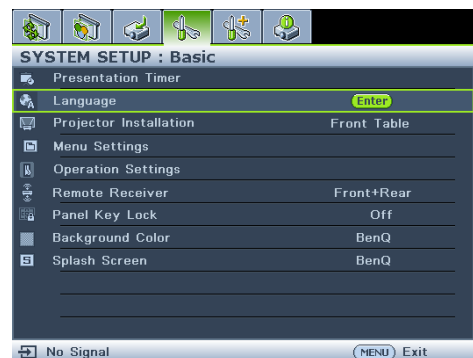 SYSTEM SETUP : Basic
Presentation Timer
Language Enter
Projector Installation Front Table
Menu Settings
Operation Settings
Remote Receiver Front+Rear
Panel Key Lock Off
Background Color BenQ
Splash Screen BenQ
No Signal MENU Exit